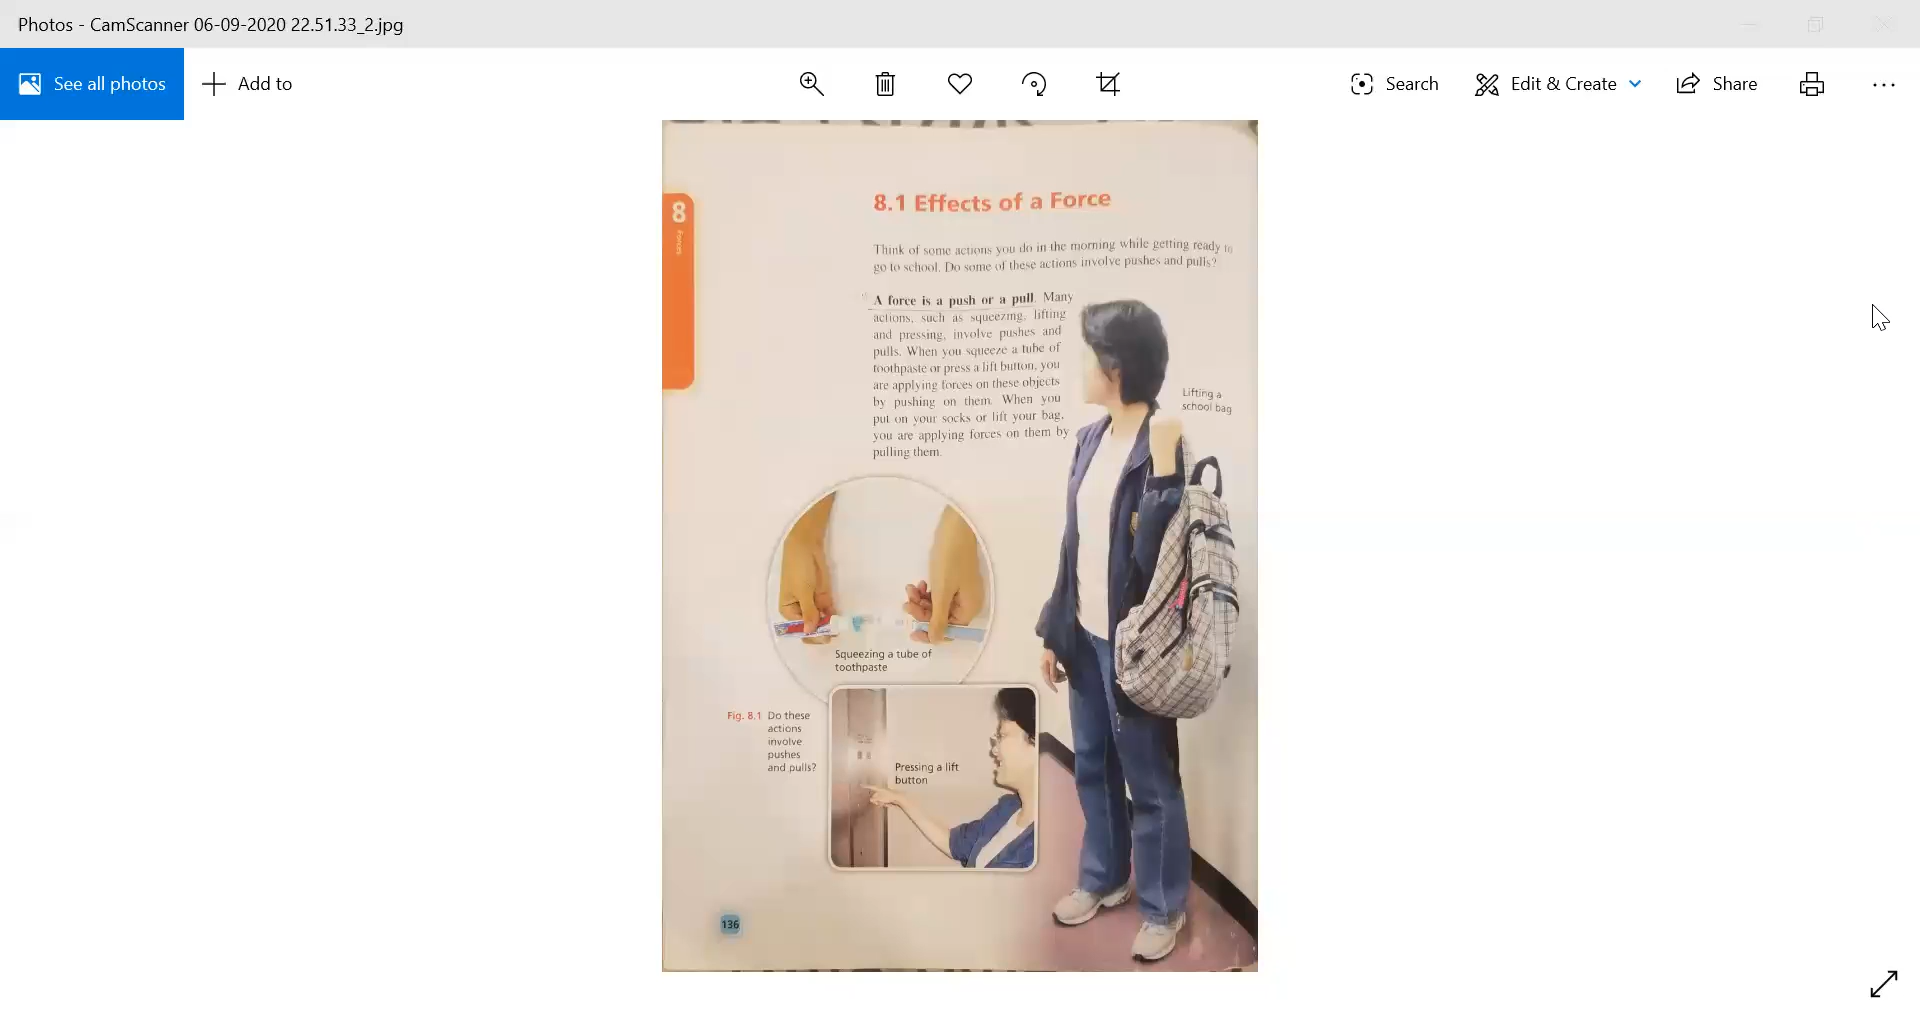 Photos - CamScanner 06-09-2020 22.51.33_2.jpg
See all photos
Add to
Search
Edit & Create
Share
8
Forces
8.1 Effects of a Force
Think of some actions you do in the morning while getting ready to
go to school. Do some of these actions involve pushes and pulls?
A force is a push or a pull. Many
actions, such as squeezing, lifting
and pressing, involve pushes and
pulls. When you squeeze a tube of
toothpaste or press a lift button, you
are applying forces on these objects
by pushing on them. When you
put on your socks or lift your bag,
you are applying forces on them by
pulling them.
Lifting a
school bag
Squeezing a tube of
toothpaste
Fig. 8.1 Do these
actions
involve
pushes
and pulls?
Pressing a lift
button
136